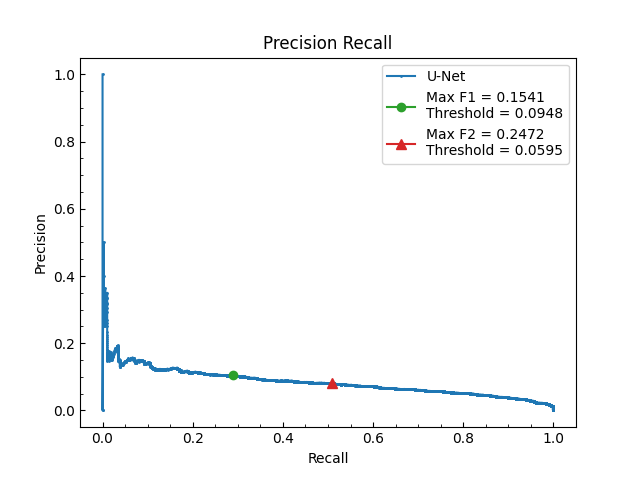 Precision Recall
U-Net
Max F1 = 0.1541
Threshold = 0.0948
Max F2 = 0.2472
Threshold = 0.0595
Precision
1.0
0.8
0.6
0.4
0.2
0.0
0.0 0.2 0.4 0.6 0.8 1.0
Recall